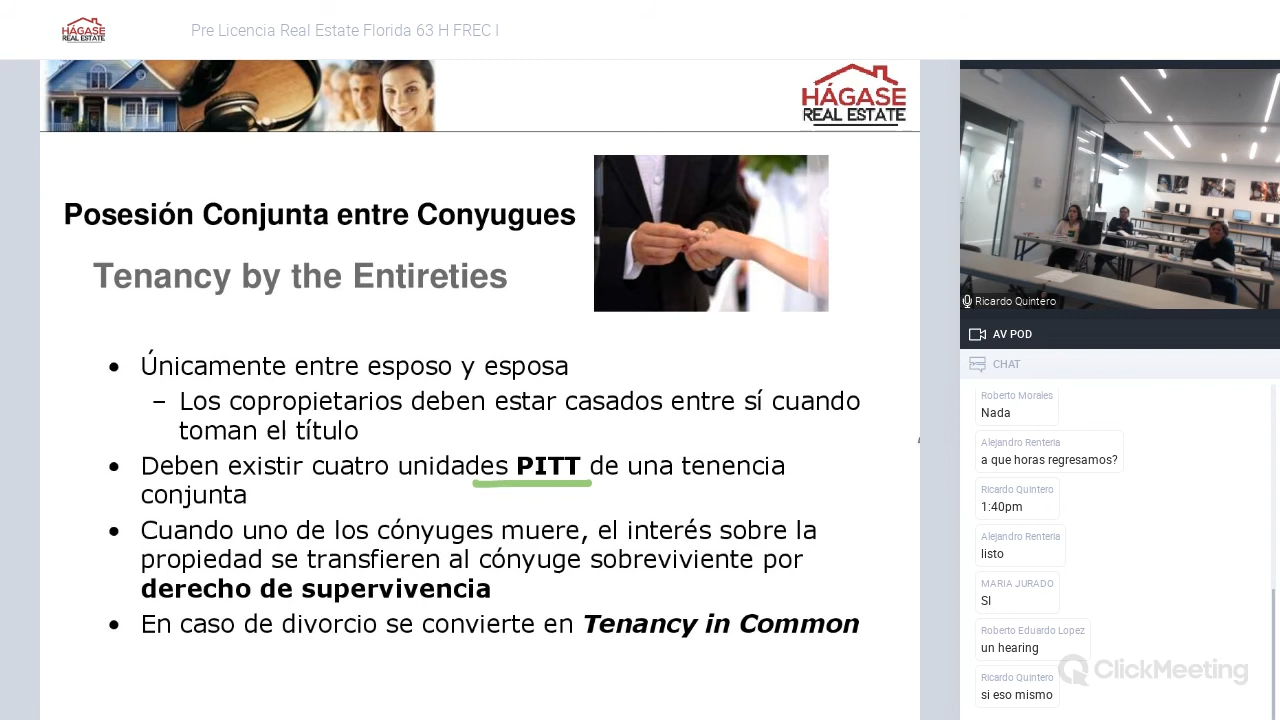 HÁGASE
REAL ESTATE
Pre Licencia Real Estate Florida 63 H FREC I
HÁGASE
REAL ESTATE
Posesión Conjunta entre Conyugues
Tenancy by the Entireties
• Únicamente entre esposo y esposa
– Los copropietarios deben estar casados entre sí cuando
toman el título
• Deben existir cuatro unidades PITT de una tenencia
conjunta
• Cuando uno de los cónyuges muere, el interés sobre la
propiedad se transfieren al cónyuge sobreviviente por
derecho de supervivencia
• En caso de divorcio se convierte en Tenancy in Common
Ricardo Quintero
AV POD
CHAT
Roberto Morales
Nada
Alejandro Renteria
a que horas regresamos?
Ricardo Quintero
1:40pm
Alejandro Renteria
listo
MARIA JURADO
SI
Roberto Eduardo Lopez
un hearing
Ricardo Quintero
si eso mismo
ClickMeeting